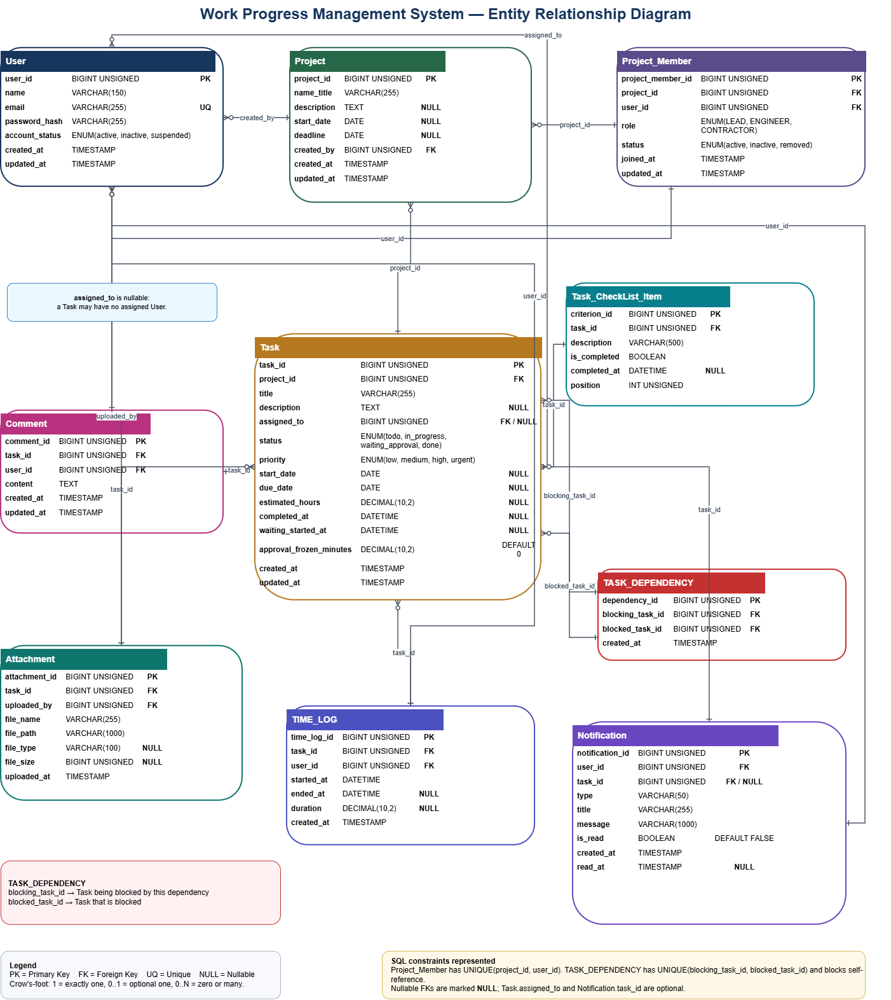 Work Progress Management System — Entity Relationship Diagram
assigned_to
User
user_id BIGINT UNSIGNED PK
name VARCHAR(150)
email VARCHAR(255) UQ
password_hash VARCHAR(255)
account_status ENUM(active, inactive, suspended)
created_at TIMESTAMP
updated_at TIMESTAMP
created_by
Project
project_id BIGINT UNSIGNED PK
name_title VARCHAR(255)
description TEXT NULL
start_date DATE NULL
deadline DATE NULL
created_by BIGINT UNSIGNED FK
created_at TIMESTAMP
updated_at TIMESTAMP
project_id
Project_Member
project_member_id BIGINT UNSIGNED PK
project_id BIGINT UNSIGNED FK
user_id BIGINT UNSIGNED FK
role ENUM(LEAD, ENGINEER,
CONTRACTOR)
status ENUM(active, inactive, removed)
joined_at TIMESTAMP
updated_at TIMESTAMP
user_id
user_id
project_id
user_id
assigned_to is nullable:
a Task may have no assigned User.
Task_CheckList_Item
criterion_id BIGINT UNSIGNED PK
task_id BIGINT UNSIGNED FK
description VARCHAR(500)
is_completed BOOLEAN
completed_at DATETIME NULL
position INT UNSIGNED
Task
task_id BIGINT UNSIGNED PK
project_id BIGINT UNSIGNED FK
title VARCHAR(255)
description TEXT NULL
assigned_to BIGINT UNSIGNED FK / NULL
status ENUM(todo, in_progress,
waiting_approval, done)
priority ENUM(low, medium, high, urgent)
start_date DATE NULL
due_date DATE NULL
estimated_hours DECIMAL(10,2) NULL
completed_at DATETIME NULL
waiting_started_at DATETIME NULL
approval_frozen_minutes DECIMAL(10,2) DEFAULT
0
created_at TIMESTAMP
updated_at TIMESTAMP
task_id
uploaded_by
Comment
comment_id BIGINT UNSIGNED PK
task_id BIGINT UNSIGNED FK
user_id BIGINT UNSIGNED FK
content TEXT
created_at TIMESTAMP
updated_at TIMESTAMP
task_id
task_id
blocking_task_id
task_id
blocked_task_id
TASK_DEPENDENCY
dependency_id BIGINT UNSIGNED PK
blocking_task_id BIGINT UNSIGNED FK
blocked_task_id BIGINT UNSIGNED FK
created_at TIMESTAMP
task_id
Attachment
attachment_id BIGINT UNSIGNED PK
task_id BIGINT UNSIGNED FK
uploaded_by BIGINT UNSIGNED FK
file_name VARCHAR(255)
file_path VARCHAR(1000)
file_type VARCHAR(100) NULL
file_size BIGINT UNSIGNED NULL
uploaded_at TIMESTAMP
TIME_LOG
time_log_id BIGINT UNSIGNED PK
task_id BIGINT UNSIGNED FK
user_id BIGINT UNSIGNED FK
started_at DATETIME
ended_at DATETIME NULL
duration DECIMAL(10,2) NULL
created_at TIMESTAMP
Notification
notification_id BIGINT UNSIGNED PK
user_id BIGINT UNSIGNED FK
task_id BIGINT UNSIGNED FK / NULL
type VARCHAR(50)
title VARCHAR(255)
message VARCHAR(1000)
is_read BOOLEAN DEFAULT FALSE
created_at TIMESTAMP
read_at TIMESTAMP NULL
TASK_DEPENDENCY
blocking_task_id → Task being blocked by this dependency
blocked_task_id → Task that is blocked
Legend
PK = Primary Key FK = Foreign Key UQ = Unique NULL = Nullable
Crow's-foot: 1 = exactly one, 0..1 = optional one, 0..N = zero or many.
SQL constraints represented
Project_Member has UNIQUE(project_id, user_id). TASK_DEPENDENCY has UNIQUE(blocking_task_id, blocked_task_id) and blocks self-
reference.
Nullable FKs are marked NULL; Task.assigned_to and Notification.task_id are optional.